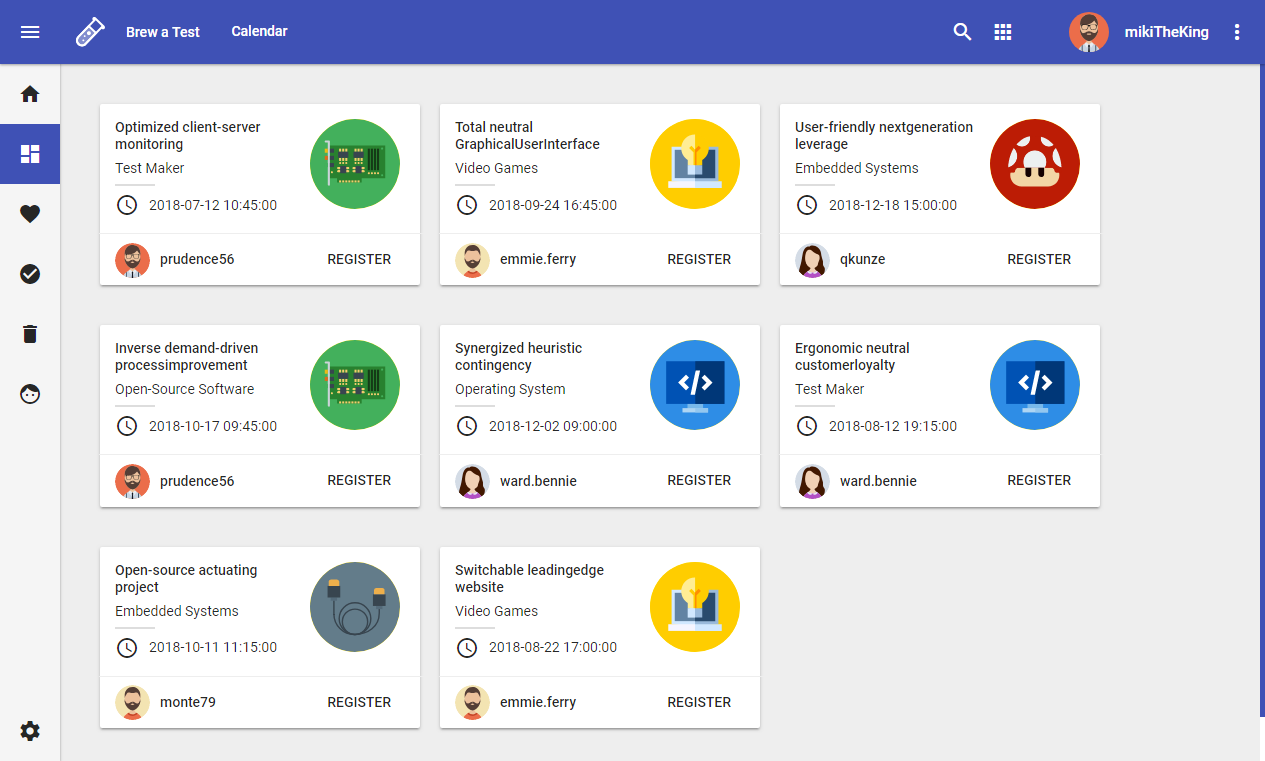 Brew a Test
Calendar
mikiTheKing
Optimized client-server
monitoring
Test Maker
2018-07-12 10:45:00
prudence56
REGISTER
Total neutral
GraphicalUserInterface
Video Games
2018-09-24 16:45:00
emmie.ferry
REGISTER
User-friendly nextgeneration
leverage
Embedded Systems
2018-12-18 15:00:00
qkunze
REGISTER
Inverse demand-driven
processimprovement
Open-Source Software
2018-10-17 09:45:00
prudence56
REGISTER
Synergized heuristic
contingency
Operating System
2018-12-02 09:00:00
ward.bennie
REGISTER
Ergonomic neutral
customerloyalty
Test Maker
2018-08-12 19:15:00
ward.bennie
REGISTER
Open-source actuating
project
Embedded Systems
2018-10-11 11:15:00
monte79
REGISTER
Switchable leadingedge
website
Video Games
2018-08-22 17:00:00
emmie.ferry
REGISTER